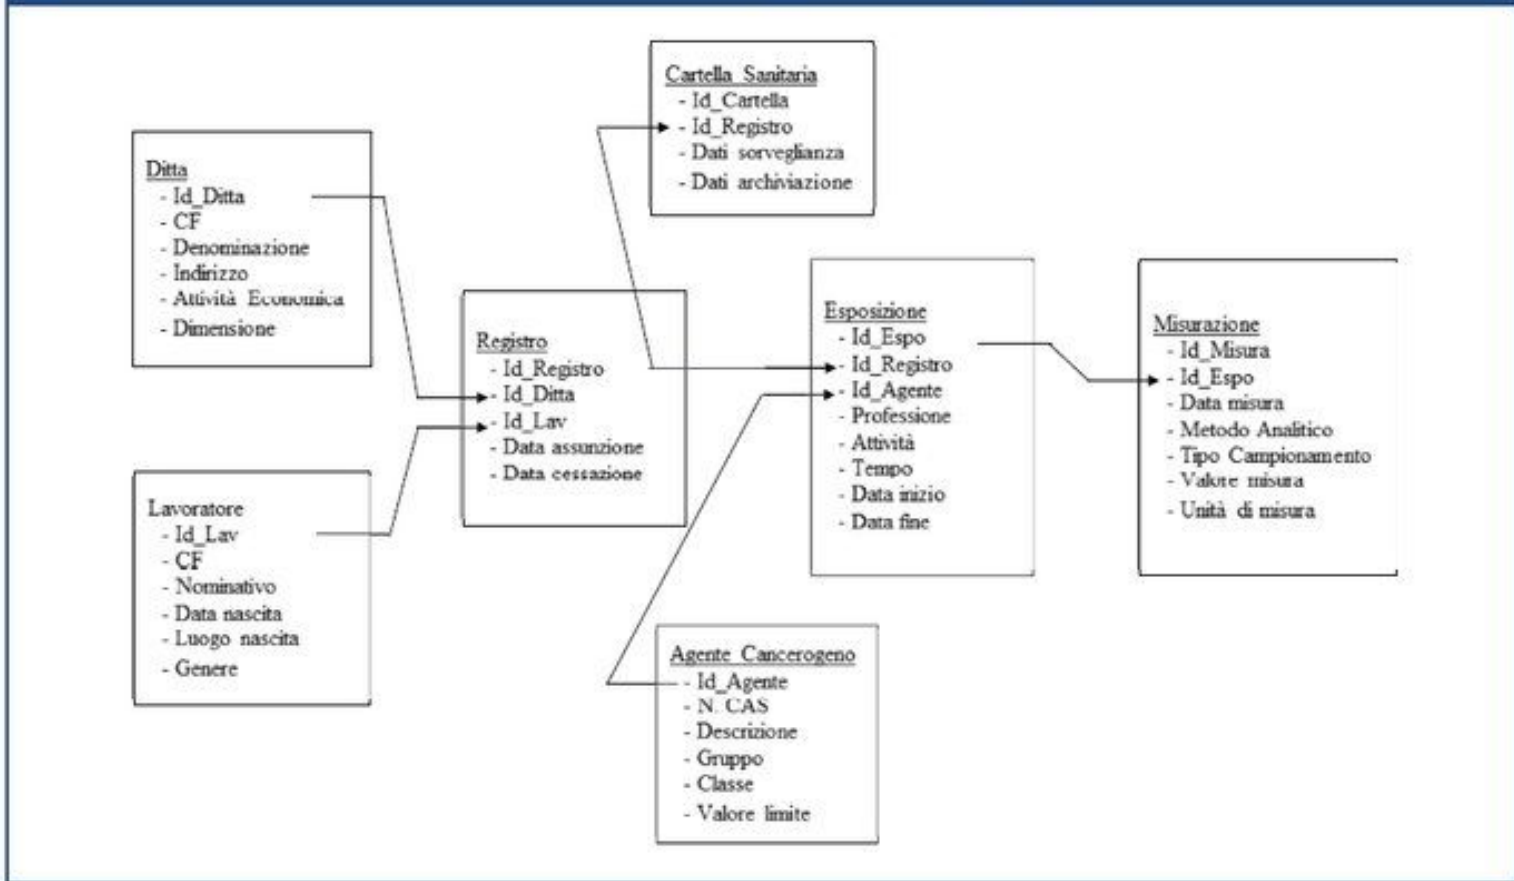 Cartella Sanitaria
- Id_Cartella
- Id_Registro
- Dati sorveglianza
- Dati archiviazione
Ditta
- Id_Ditta
- CF
- Denominazione
- Indirizzo
- Attività Economica
- Dimensione
Registro
- Id_Registro
- Id_Ditta
- Id_Lav
- Data assunzione
- Data cessazione
Esposizione
- Id_Espo
- Id_Registro
- Id_Agente
- Professione
- Attività
- Tempo
- Data inizio
- Data fine
Misurazione
- Id_Misura
- Id_Espo
- Data misura
- Metodo Analitico
- Tipo Campionamento
- Valore misura
- Unità di misura
Lavoratore
- Id_Lav
- CF
- Nominativo
- Data nascita
- Luogo nascita
- Genere
Agente Cancerogeno
- Id_Agente
- N. CAS
- Descrizione
- Gruppo
- Classe
- Valore limite